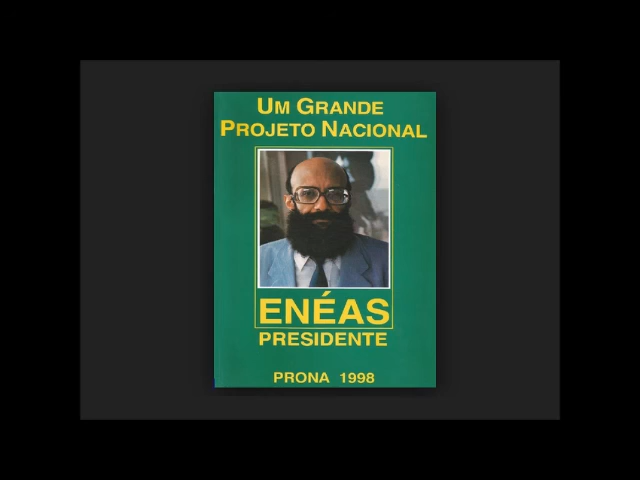 UM GRANDE
PROJETO NACIONAL
ENÉAS
PRESIDENTE
PRONA 1998